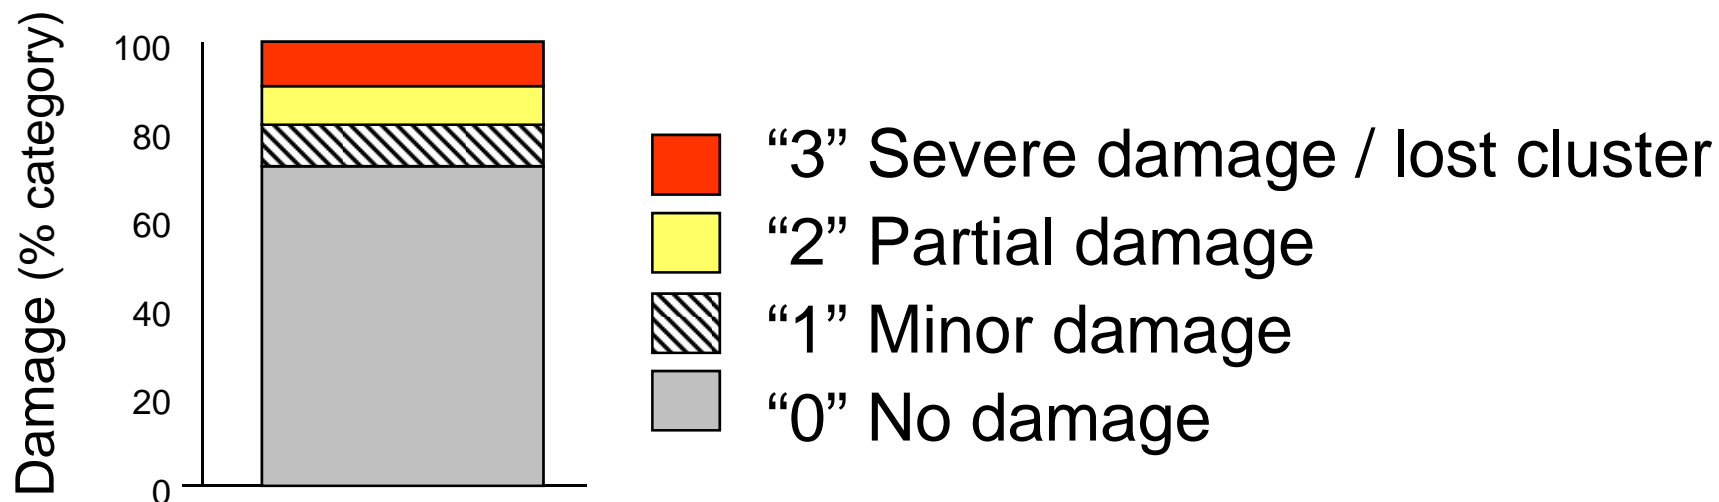 Damage (% category)
100
80
60
40
20
0
“3” Severe damage / lost cluster
“2” Partial damage
“1” Minor damage
“0” No damage